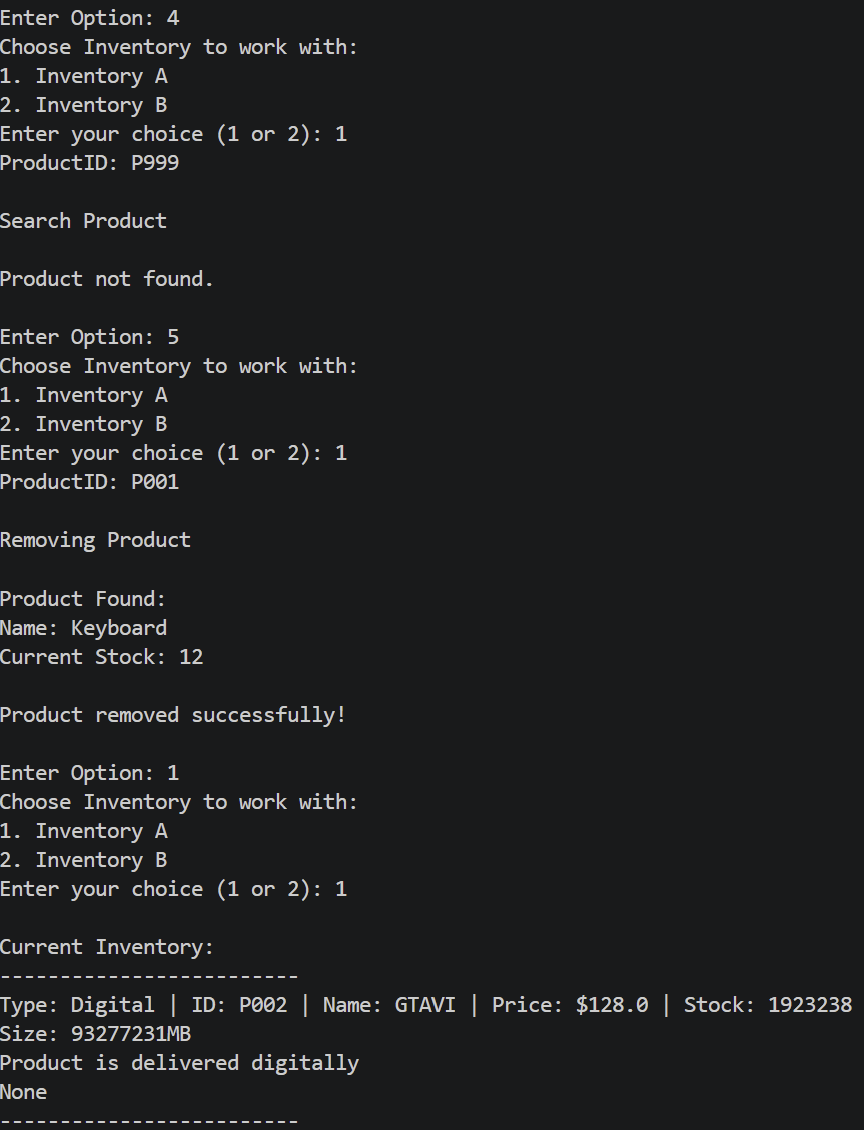 Enter Option: 4
Choose Inventory to work with:
1. Inventory A
2. Inventory B
Enter your choice (1 or 2): 1
ProductID: P999
Search Product
Product not found.
Enter Option: 5
Choose Inventory to work with:
1. Inventory A
2. Inventory B
Enter your choice (1 or 2): 1
ProductID: P001
Removing Product
Product Found:
Name: Keyboard
Current Stock: 12
Product removed successfully!
Enter Option: 1
Choose Inventory to work with:
1. Inventory A
2. Inventory B
Enter your choice (1 or 2): 1
Current Inventory:
-------------------------
Type: Digital | ID: P002 | Name: GTAVI | Price: $128.0 | Stock: 1923238
Size: 93277231MB
Product is delivered digitally
None
-------------------------